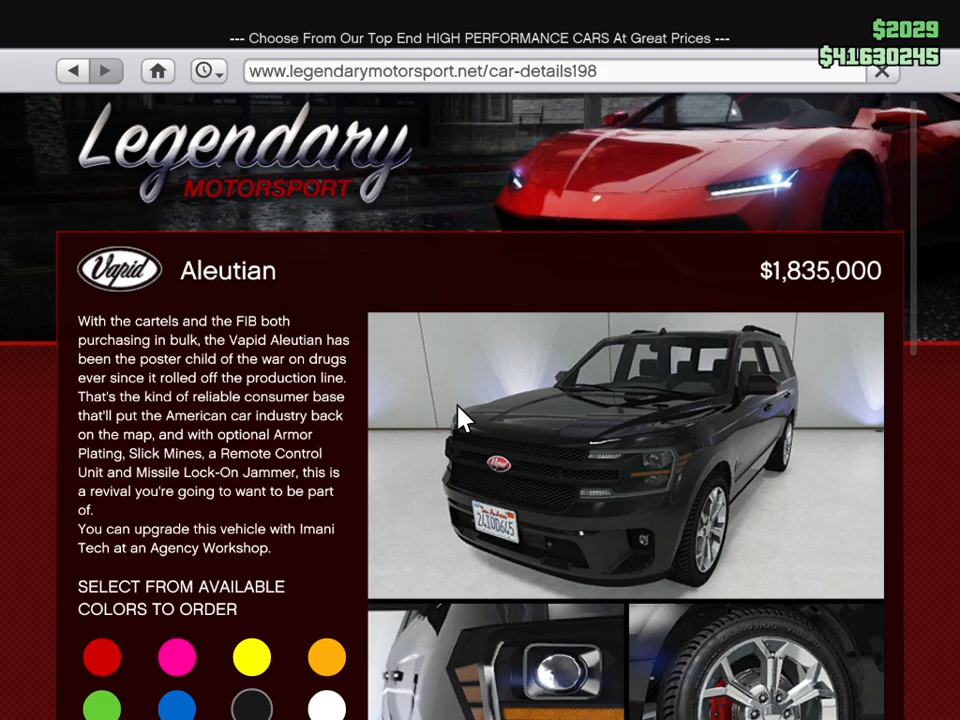 --- Choose From Our Top End HIGH PERFORMANCE CARS At Great Prices ---
$2029
$41630245
www.legendarymotorsport.net/car-details198
Legendary
MOTORSPORT
Vapid
Aleutian
$1,835,000
With the cartels and the FIB both
purchasing in bulk, the Vapid Aleutian has
been the poster child of the war on drugs
ever since it rolled off the production line.
That's the kind of reliable consumer base
that'll put the American car industry back
on the map, and with optional Armor
Plating, Slick Mines, a Remote Control
Unit and Missile Lock-On Jammer, this is
a revival you're going to want to be part
of.
You can upgrade this vehicle with Imani
Tech at an Agency Workshop.
SELECT FROM AVAILABLE
COLORS TO ORDER
Vapid